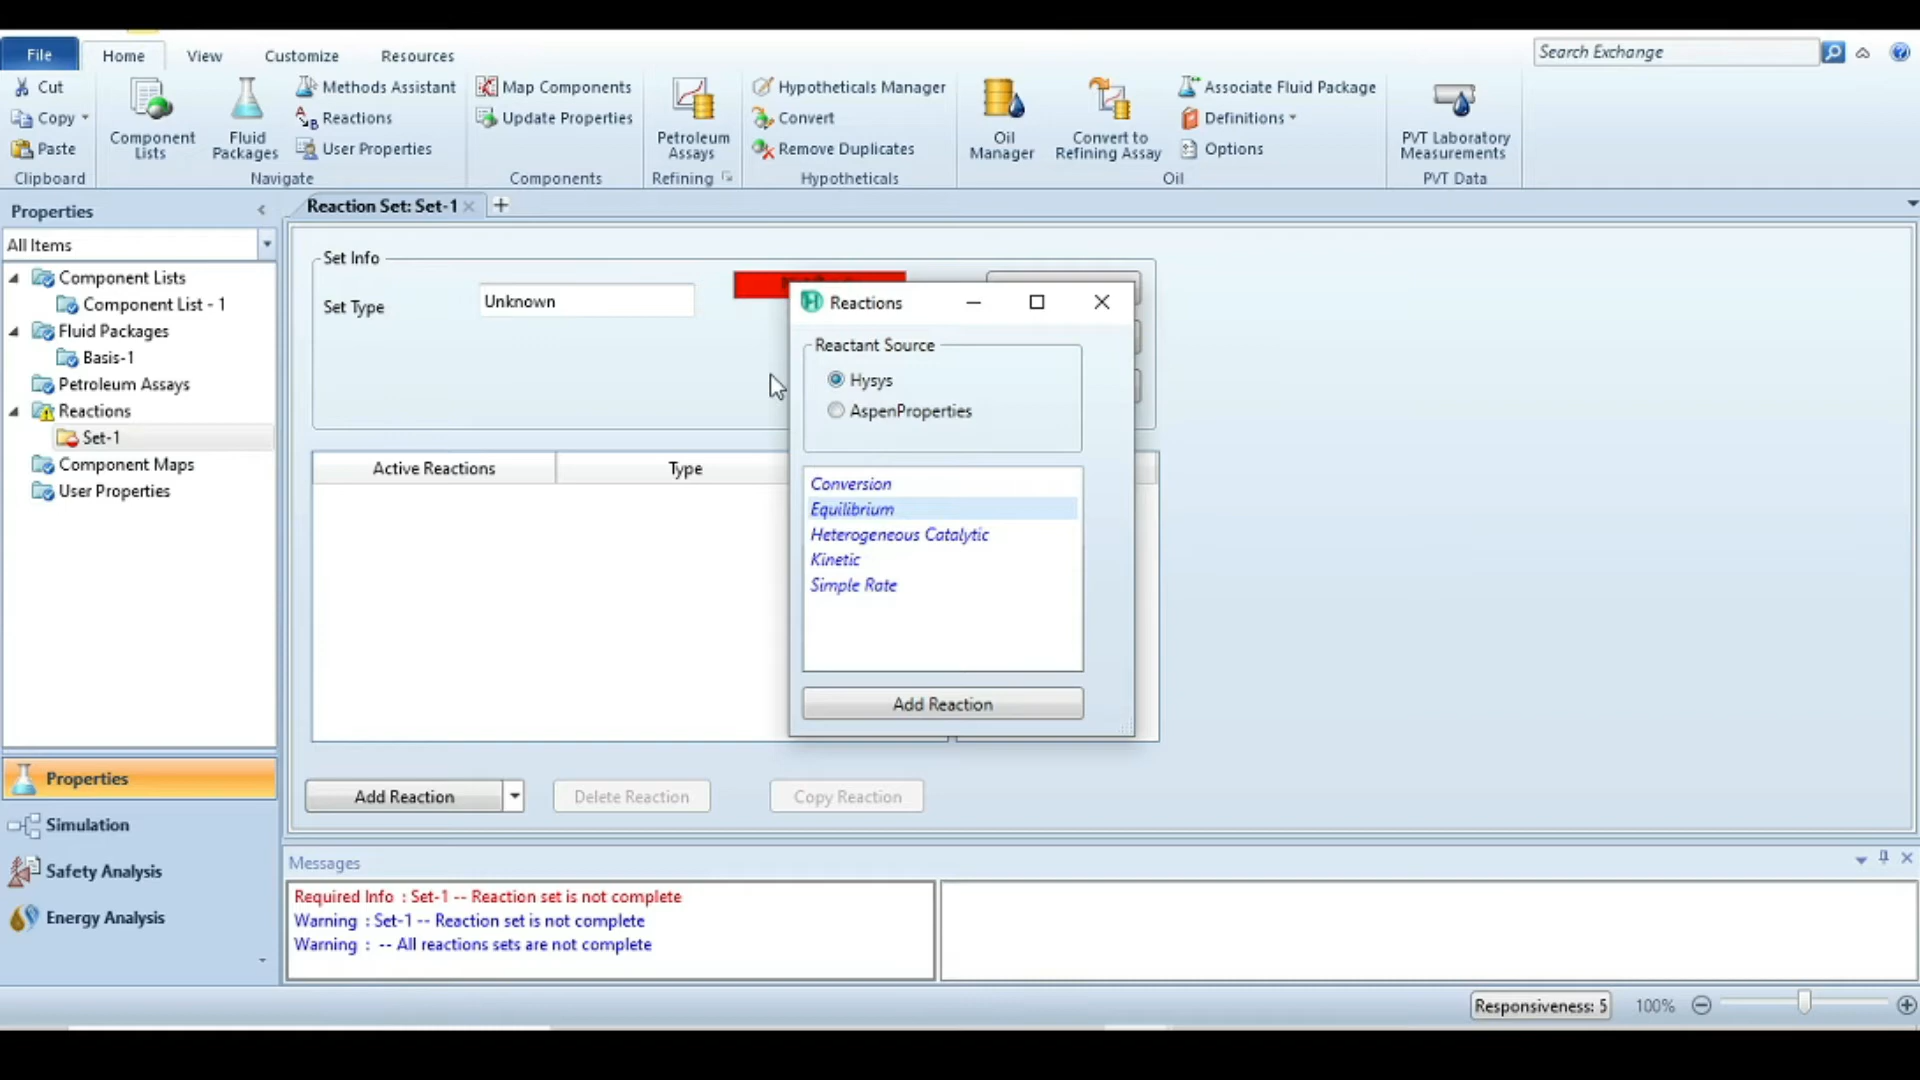 File
Home
View
Customize
Resources
Search Exchange
Cut
Copy
Paste
Clipboard
Component Lists
Fluid Packages
Methods Assistant
Reactions
User Properties
Navigate
Map Components
Update Properties
Components
Petroleum Assays
Refining
Hypotheticals Manager
Convert
Remove Duplicates
Hypotheticals
Oil Manager
Convert to Refining Assay
Associate Fluid Package
Definitions
Options
Oil
PVT Laboratory Measurements
PVT Data
Properties
All Items
Component Lists
Component List - 1
Fluid Packages
Basis-1
Petroleum Assays
Reactions
Set-1
Component Maps
User Properties
Properties
Simulation
Safety Analysis
Energy Analysis
Reaction Set: Set-1
Set Info
Set Type
Unknown
Active Reactions
Type
Reactions
Reactant Source
Hysys
AspenProperties
Conversion
Equilibrium
Heterogeneous Catalytic
Kinetic
Simple Rate
Add Reaction
Add Reaction
Delete Reaction
Copy Reaction
Messages
Required Info : Set-1 -- Reaction set is not complete
Warning : Set-1 -- Reaction set is not complete
Warning : -- All reactions sets are not complete
Responsiveness: 5
100%